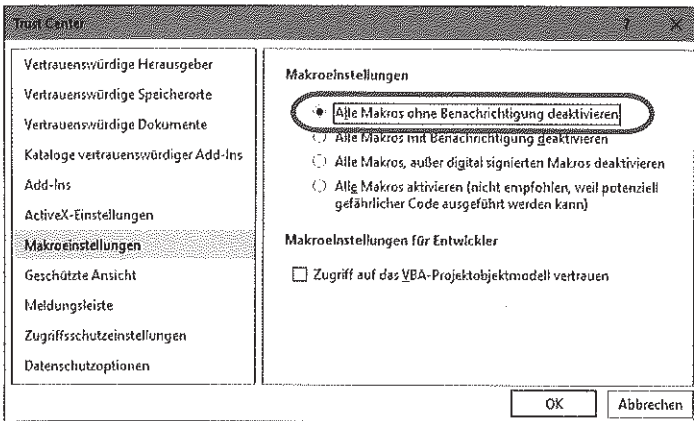 Trust Center
? ×
Vertrauenswürdige Herausgeber
Vertrauenswürdige Speicherorte
Vertrauenswürdige Dokumente
Kataloge vertrauenswürdiger Add-Ins
Add-Ins
ActiveX-Einstellungen
Makroeinstellungen
Geschützte Ansicht
Meldungsleiste
Zugriffsschutzeinstellungen
Datenschutzoptionen
Makroeinstellungen
Alle Makros ohne Benachrichtigung deaktivieren
Alle Makros mit Benachrichtigung deaktivieren
Alle Makros, außer digital signierten Makros deaktivieren
Alle Makros aktivieren (nicht empfohlen, weil potenziell
gefährlicher Code ausgeführt werden kann)
Makroeinstellungen für Entwickler
Zugriff auf das VBA-Projektobjektmodell vertrauen
OK
Abbrechen